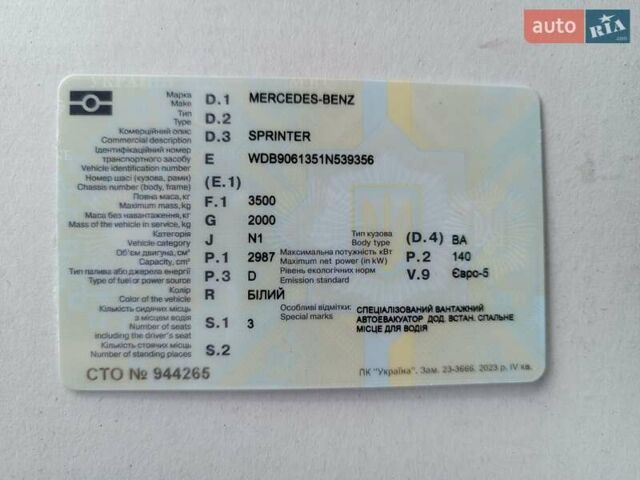 auto RIA.com
Марка
Make D.1 MERCEDES-BENZ
Тип
Type D.2
Комерційний опис
Commercial description D.3 SPRINTER
Ідентифікаційний номер
транспортного засобу
Vehicle identification number E WDB9061351N539356
Номер шасі (кузова, рами)
Chassis number (body, frame) (E.1)
Повна маса, кг
Maximum mass, kg F.1 3500
Маса без навантаження, кг
Mass of the vehicle in service, kg G 2000
Категорія
Vehicle category J N1 Тип кузова
Body type (D.4) ВА
Об'єм двигуна, см³
Capacity, cm³ P.1 2987 Максимальна потужність кВт
Maximum net power (in kW) P.2 140
Тип палива або джерела енергії
Type of fuel or power source P.3 D Рівень екологічних норм
Emission standard V.9 Євро-5
Колір
Color of the vehicle R БІЛИЙ
Кількість сидячих місць
з місцем водія
Number of seats
including the driver's seat S.1 3
Особливі відмітки:
Special marks
СПЕЦІАЛІЗОВАНИЙ ВАНТАЖНИЙ
АВТОЕВАКУАТОР ДОД. ВСТАН. СПАЛЬНЕ
МІСЦЕ ДЛЯ ВОДІЯ
Кількість стоячих місць
Number of standing places S.2
СТО № 944265
ПК "Україна". Зам. 23-3666. 2023 р. IV кв.